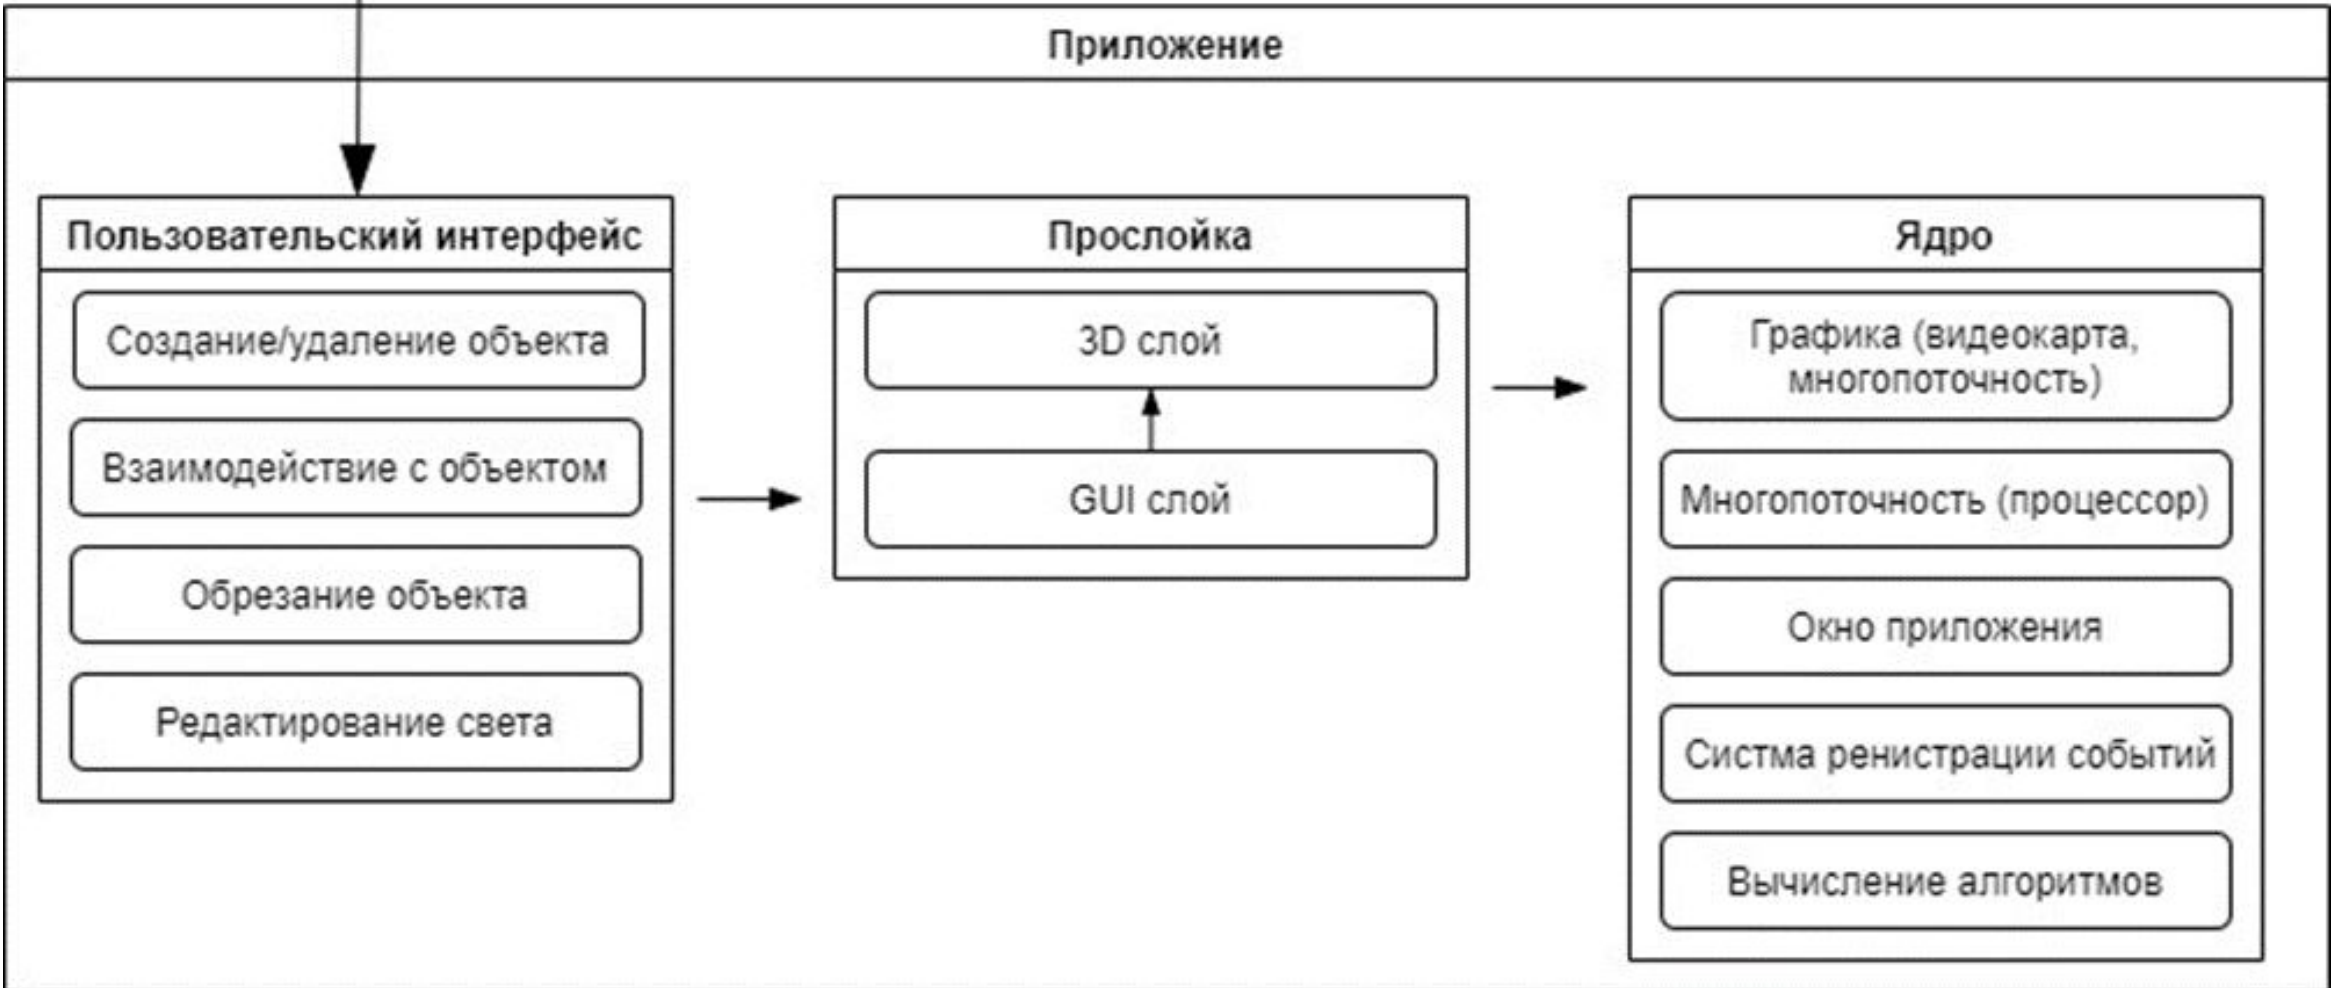 Приложение
Пользовательский интерфейс
Создание/удаление объекта
Взаимодействие с объектом
Обрезание объекта
Редактирование света
Прослойка
3D слой
GUI слой
Ядро
Графика (видеокарта,
многопоточность)
Многопоточность (процессор)
Окно приложения
Систма ренистрации событий
Вычисление алгоритмов